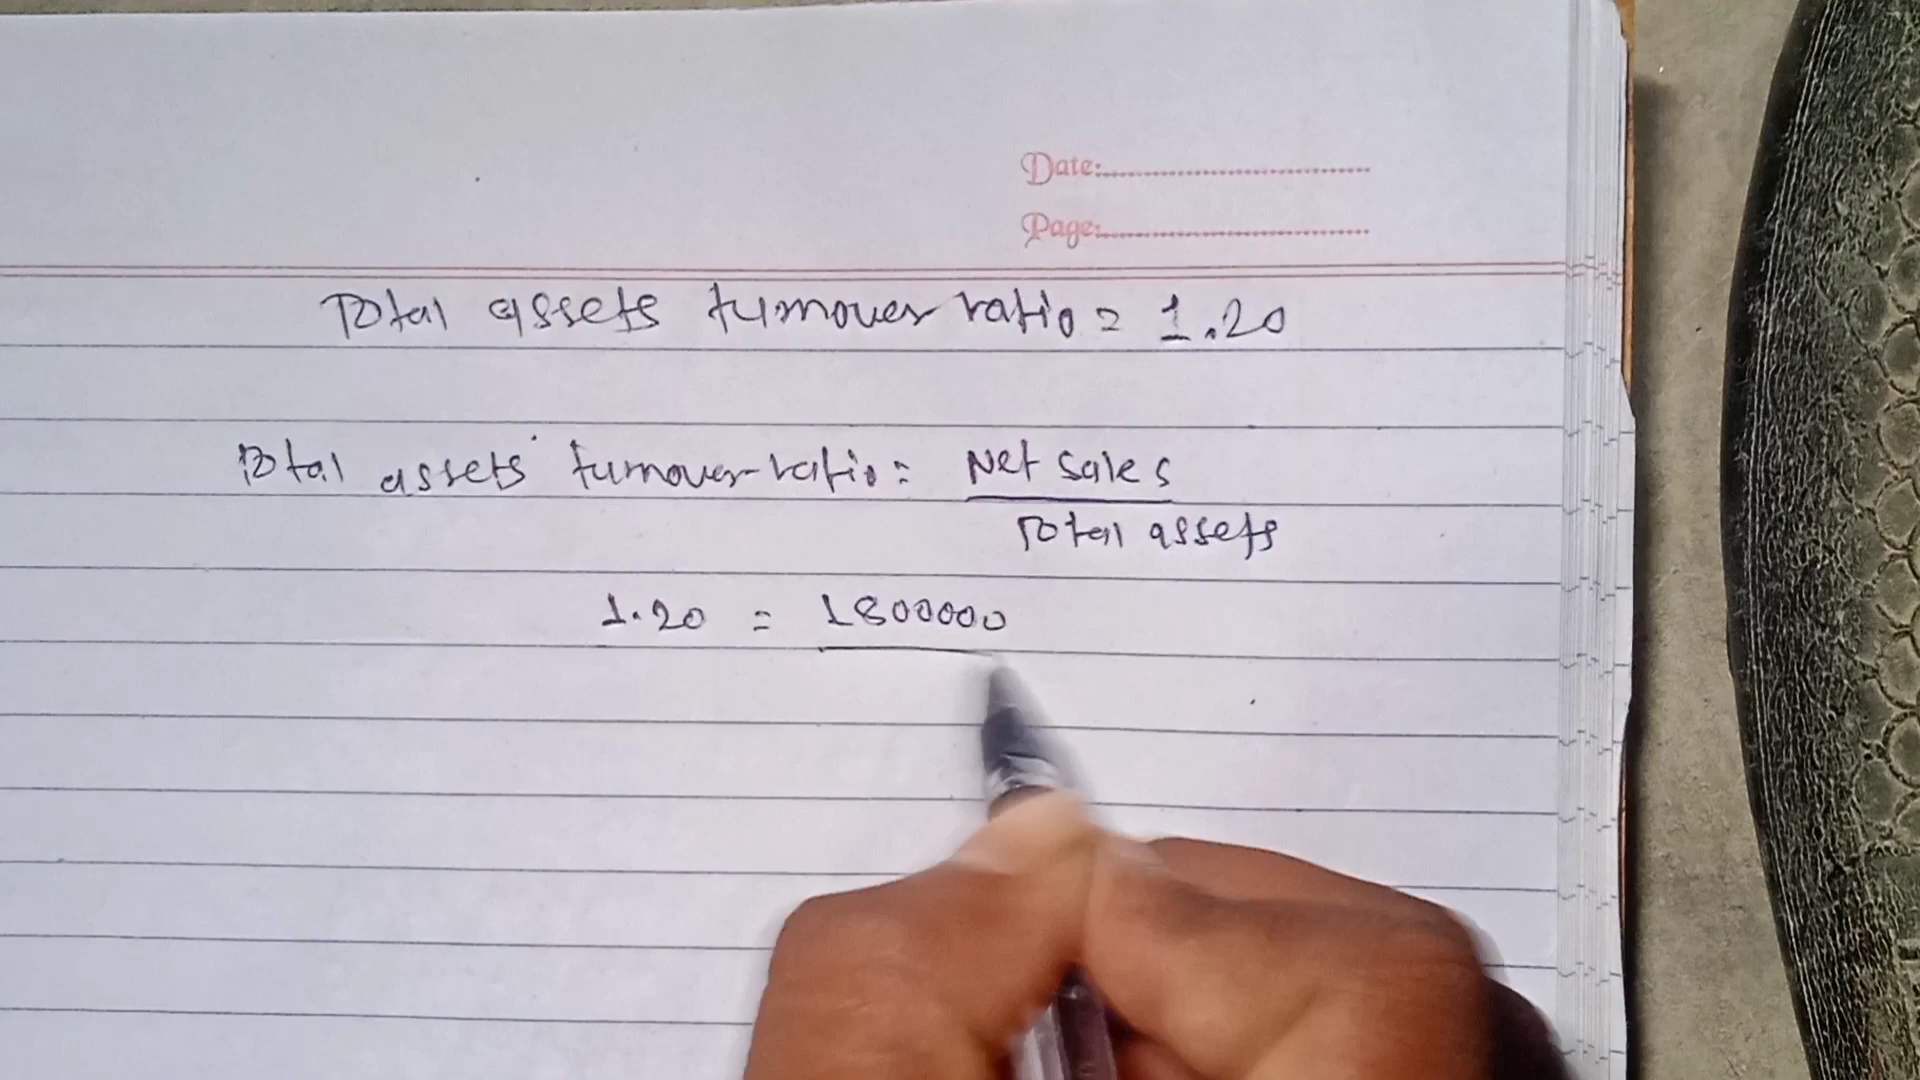 Date:
Page:
Total assets turnover ratio = 1.20
Total assets turnover ratio = Net sales
Total assets
1.20 = 1800000